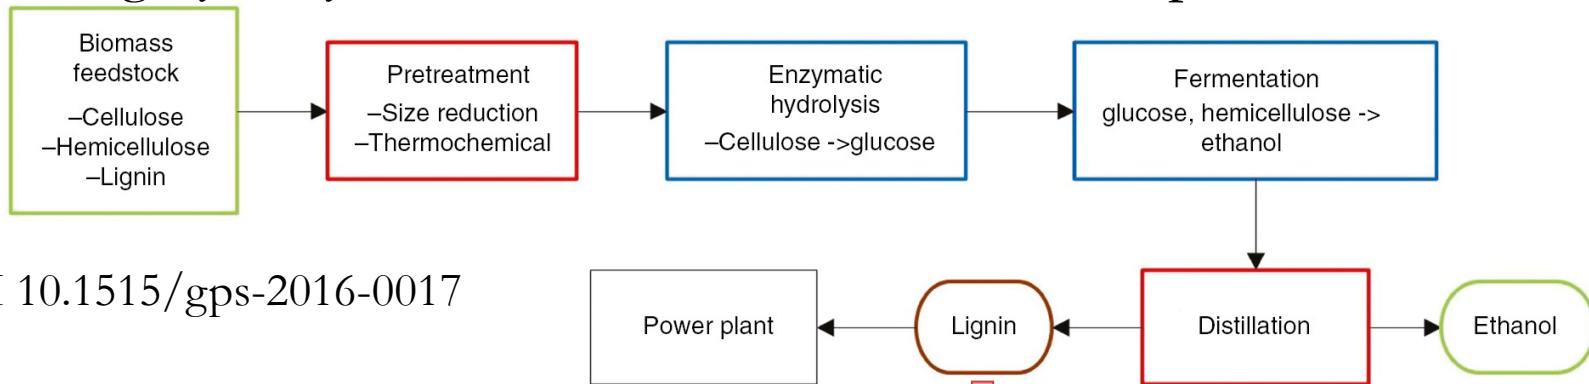 Biomass
feedstock
–Cellulose
–Hemicellulose
–Lignin
Pretreatment
–Size reduction
–Thermochemical
Enzymatic
hydrolysis
–Cellulose ->glucose
Fermentation
glucose, hemicellulose ->
ethanol
10.1515/gps-2016-0017
Power plant
Lignin
Distillation
Ethanol